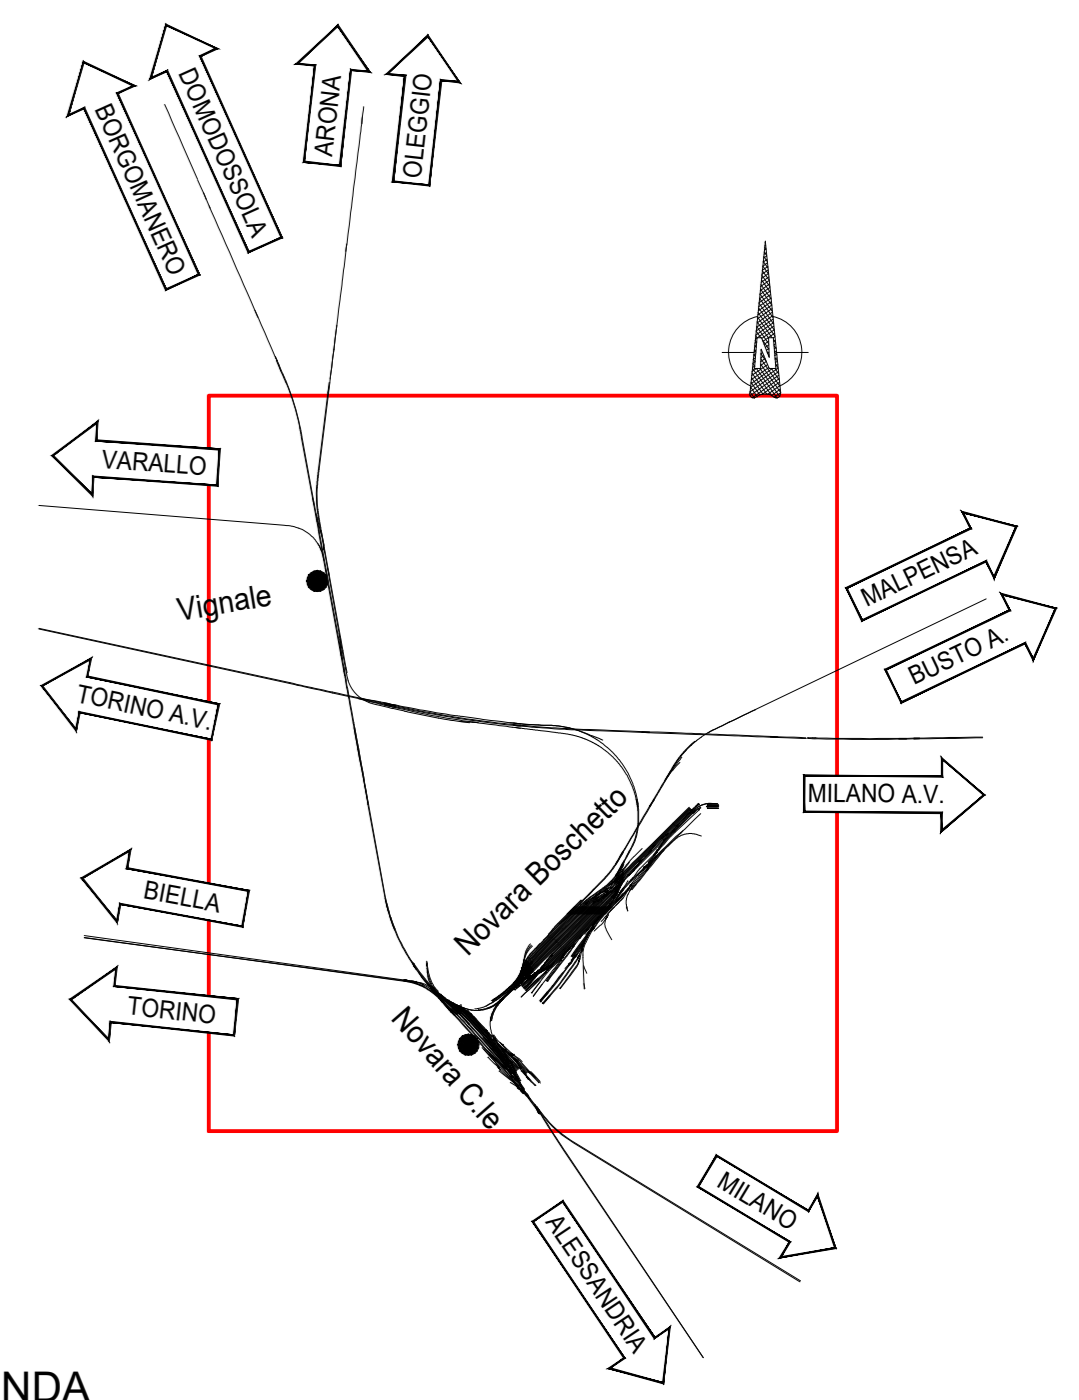 BORGOMANERO
DOMODOSSOLA
ARONA
OLEGGIO
N
VARALLO
MALPENSA
BUSTO A.
Vignale
TORINO A.V.
MILANO A.V.
Novara Boschetto
BIELLA
TORINO
Novara C.le
MILANO
ALESSANDRIA
NDA